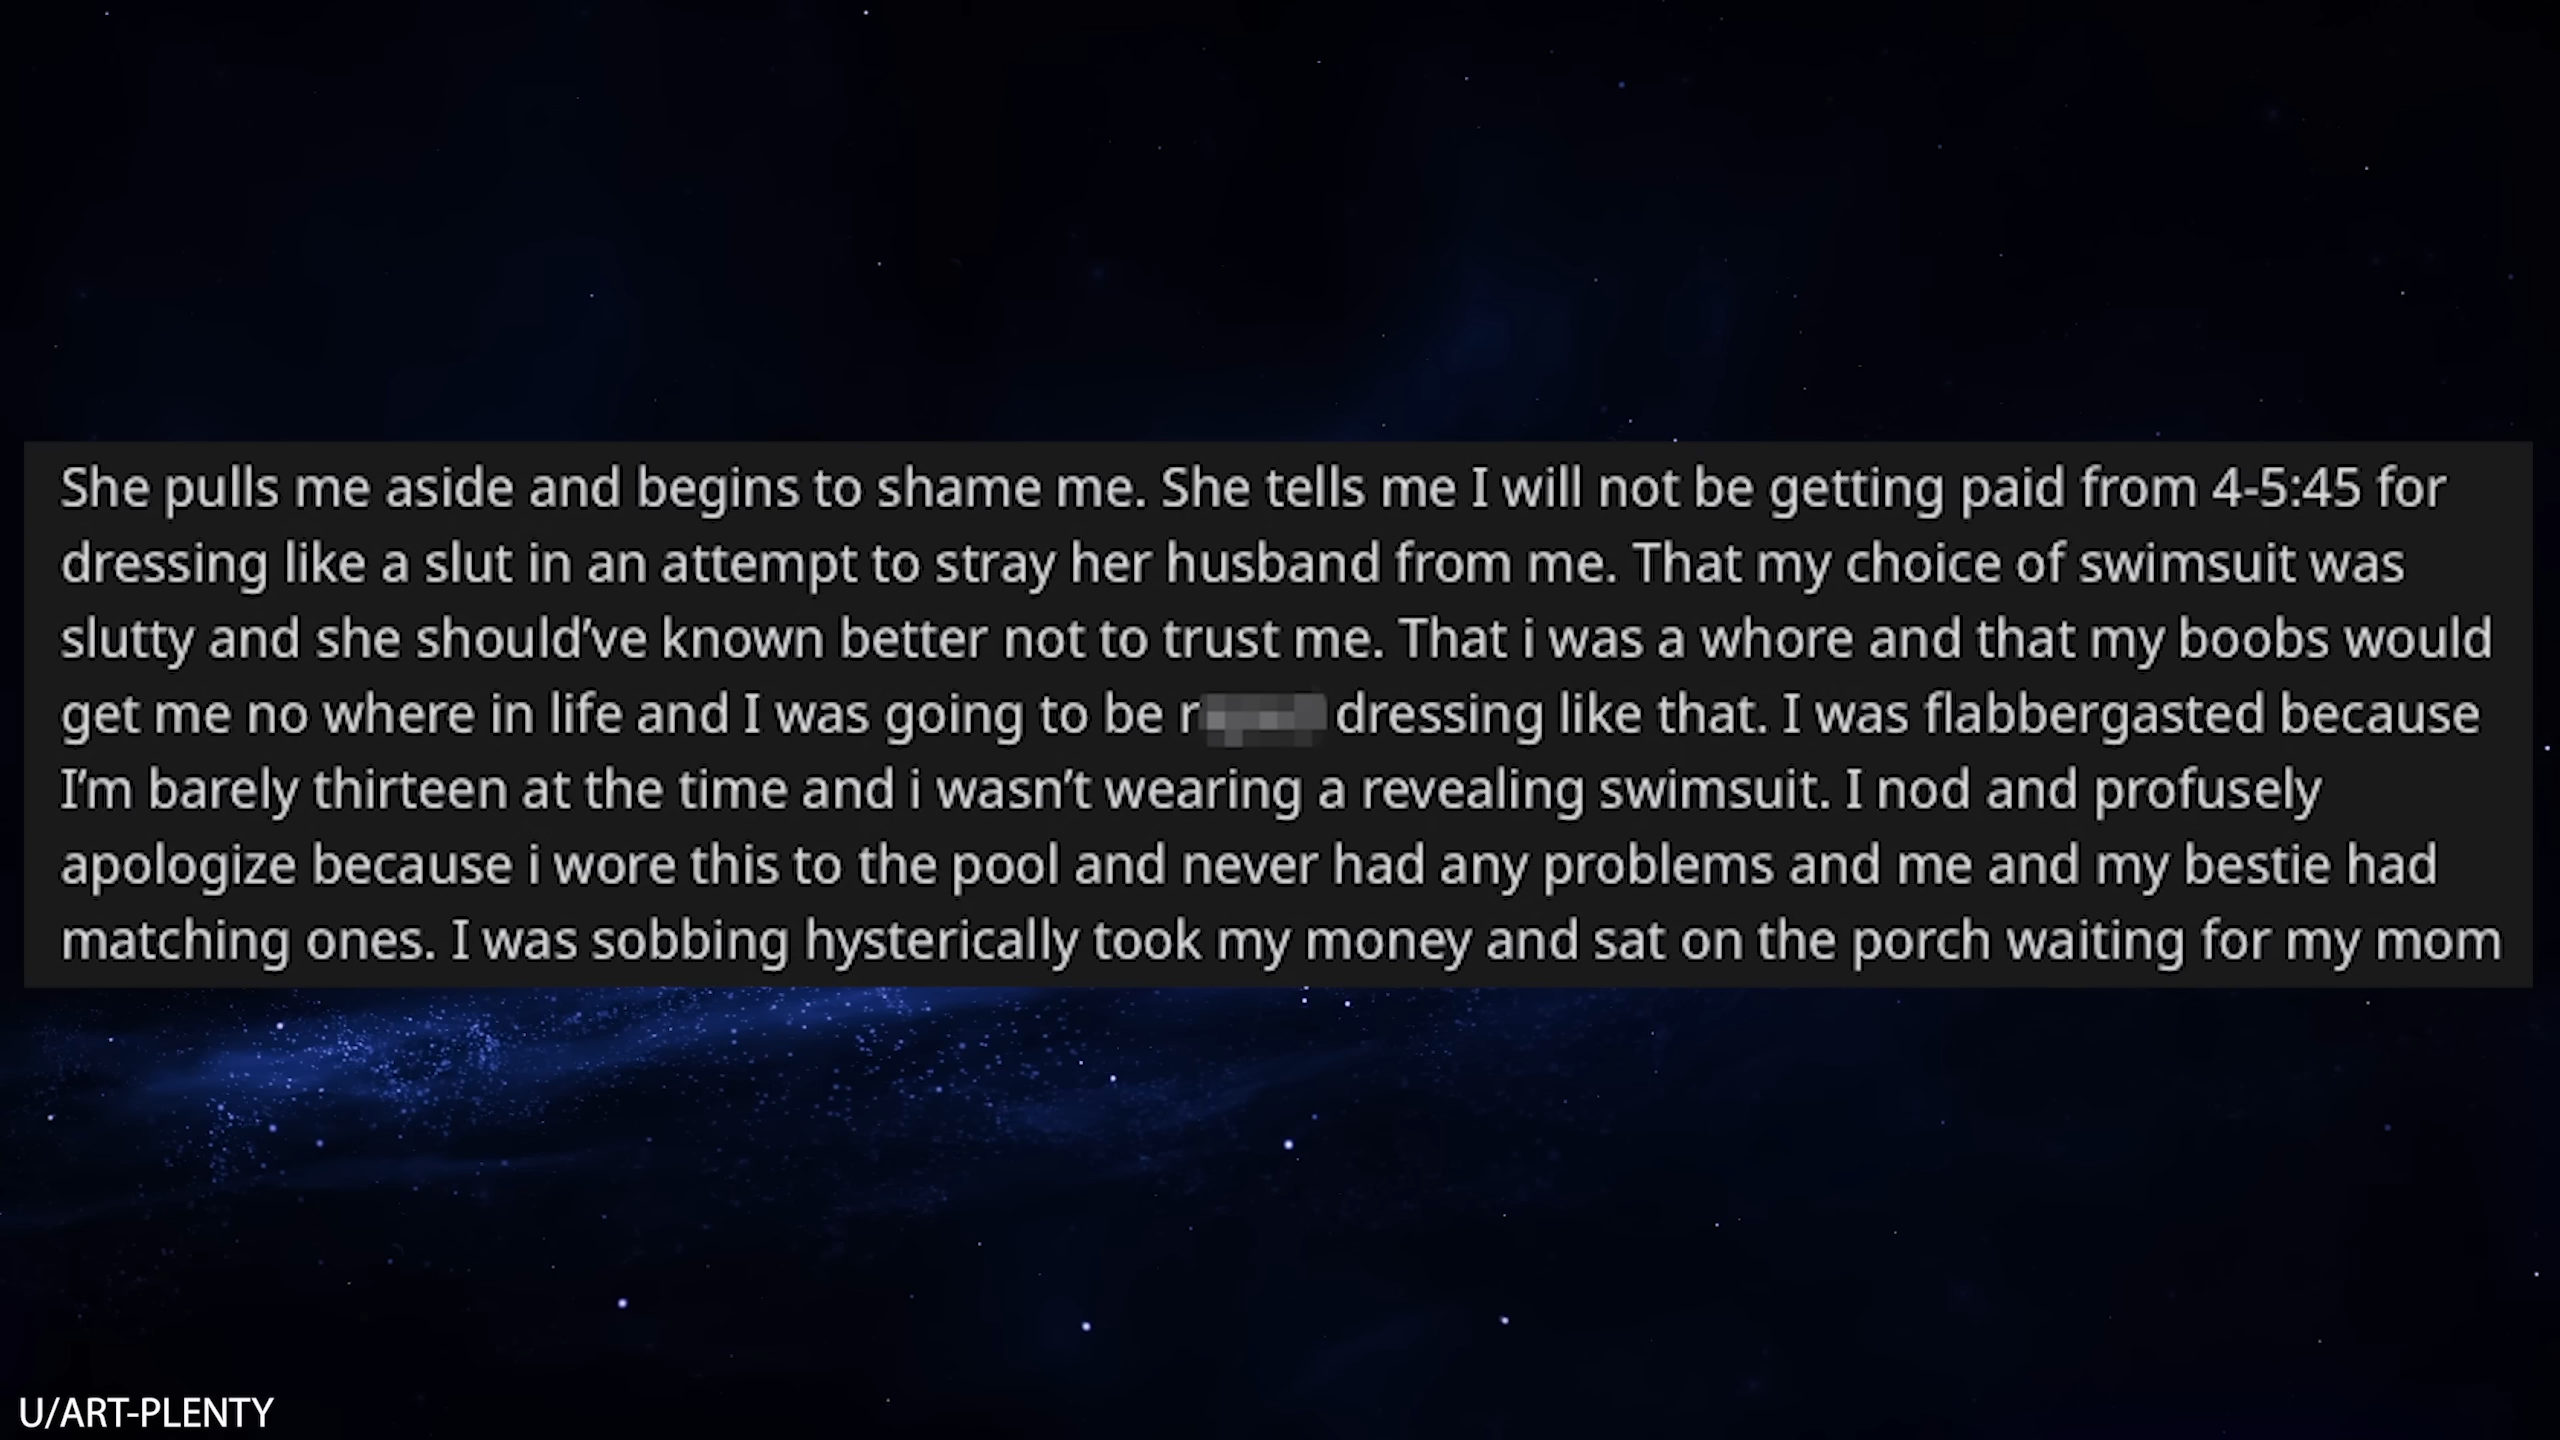 She pulls me aside and begins to shame me. She tells me I will not be getting paid from 4-5:45 for
dressing like a slut in an attempt to stray her husband from me. That my choice of swimsuit was
slutty and she should’ve known better not to trust me. That i was a whore and that my boobs would
get me no where in life and I was going to be r dressing like that. I was flabbergasted because
I’m barely thirteen at the time and i wasn’t wearing a revealing swimsuit. I nod and profusely
apologize because i wore this to the pool and never had any problems and me and my bestie had
matching ones. I was sobbing hysterically took my money and sat on the porch waiting for my mom
U/ART-PLENTY